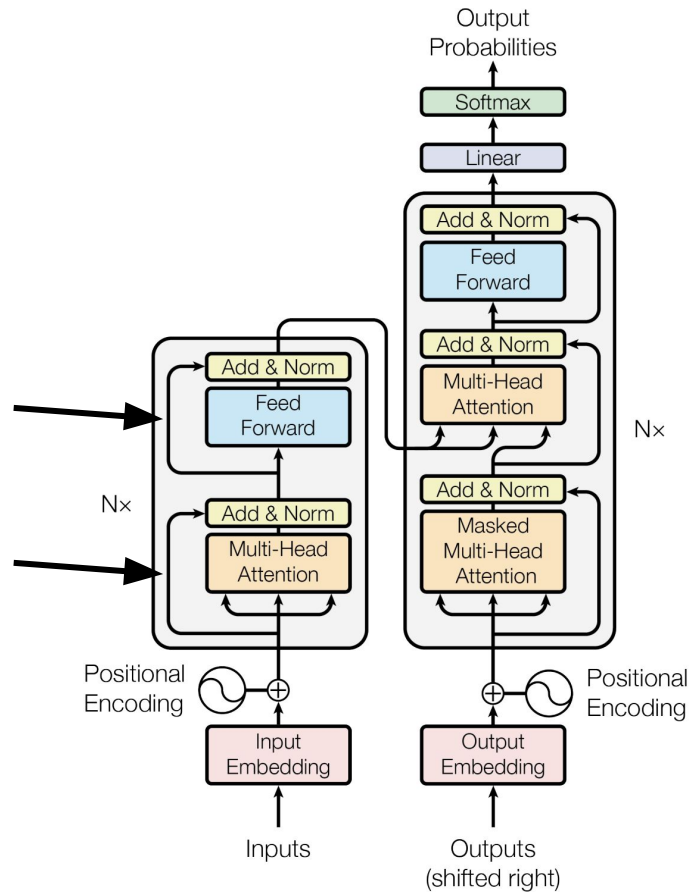 Output
Probabilities
Softmax
Linear
Add & Norm
Feed
Forward
Add & Norm
Multi-Head
Attention
Add & Norm
Masked
Multi-Head
Attention
N×
Add & Norm
Feed
Forward
Add & Norm
Multi-Head
Attention
N×
Positional
Encoding
Positional
Encoding
Input
Embedding
Output
Embedding
Inputs
Outputs
(shifted right)